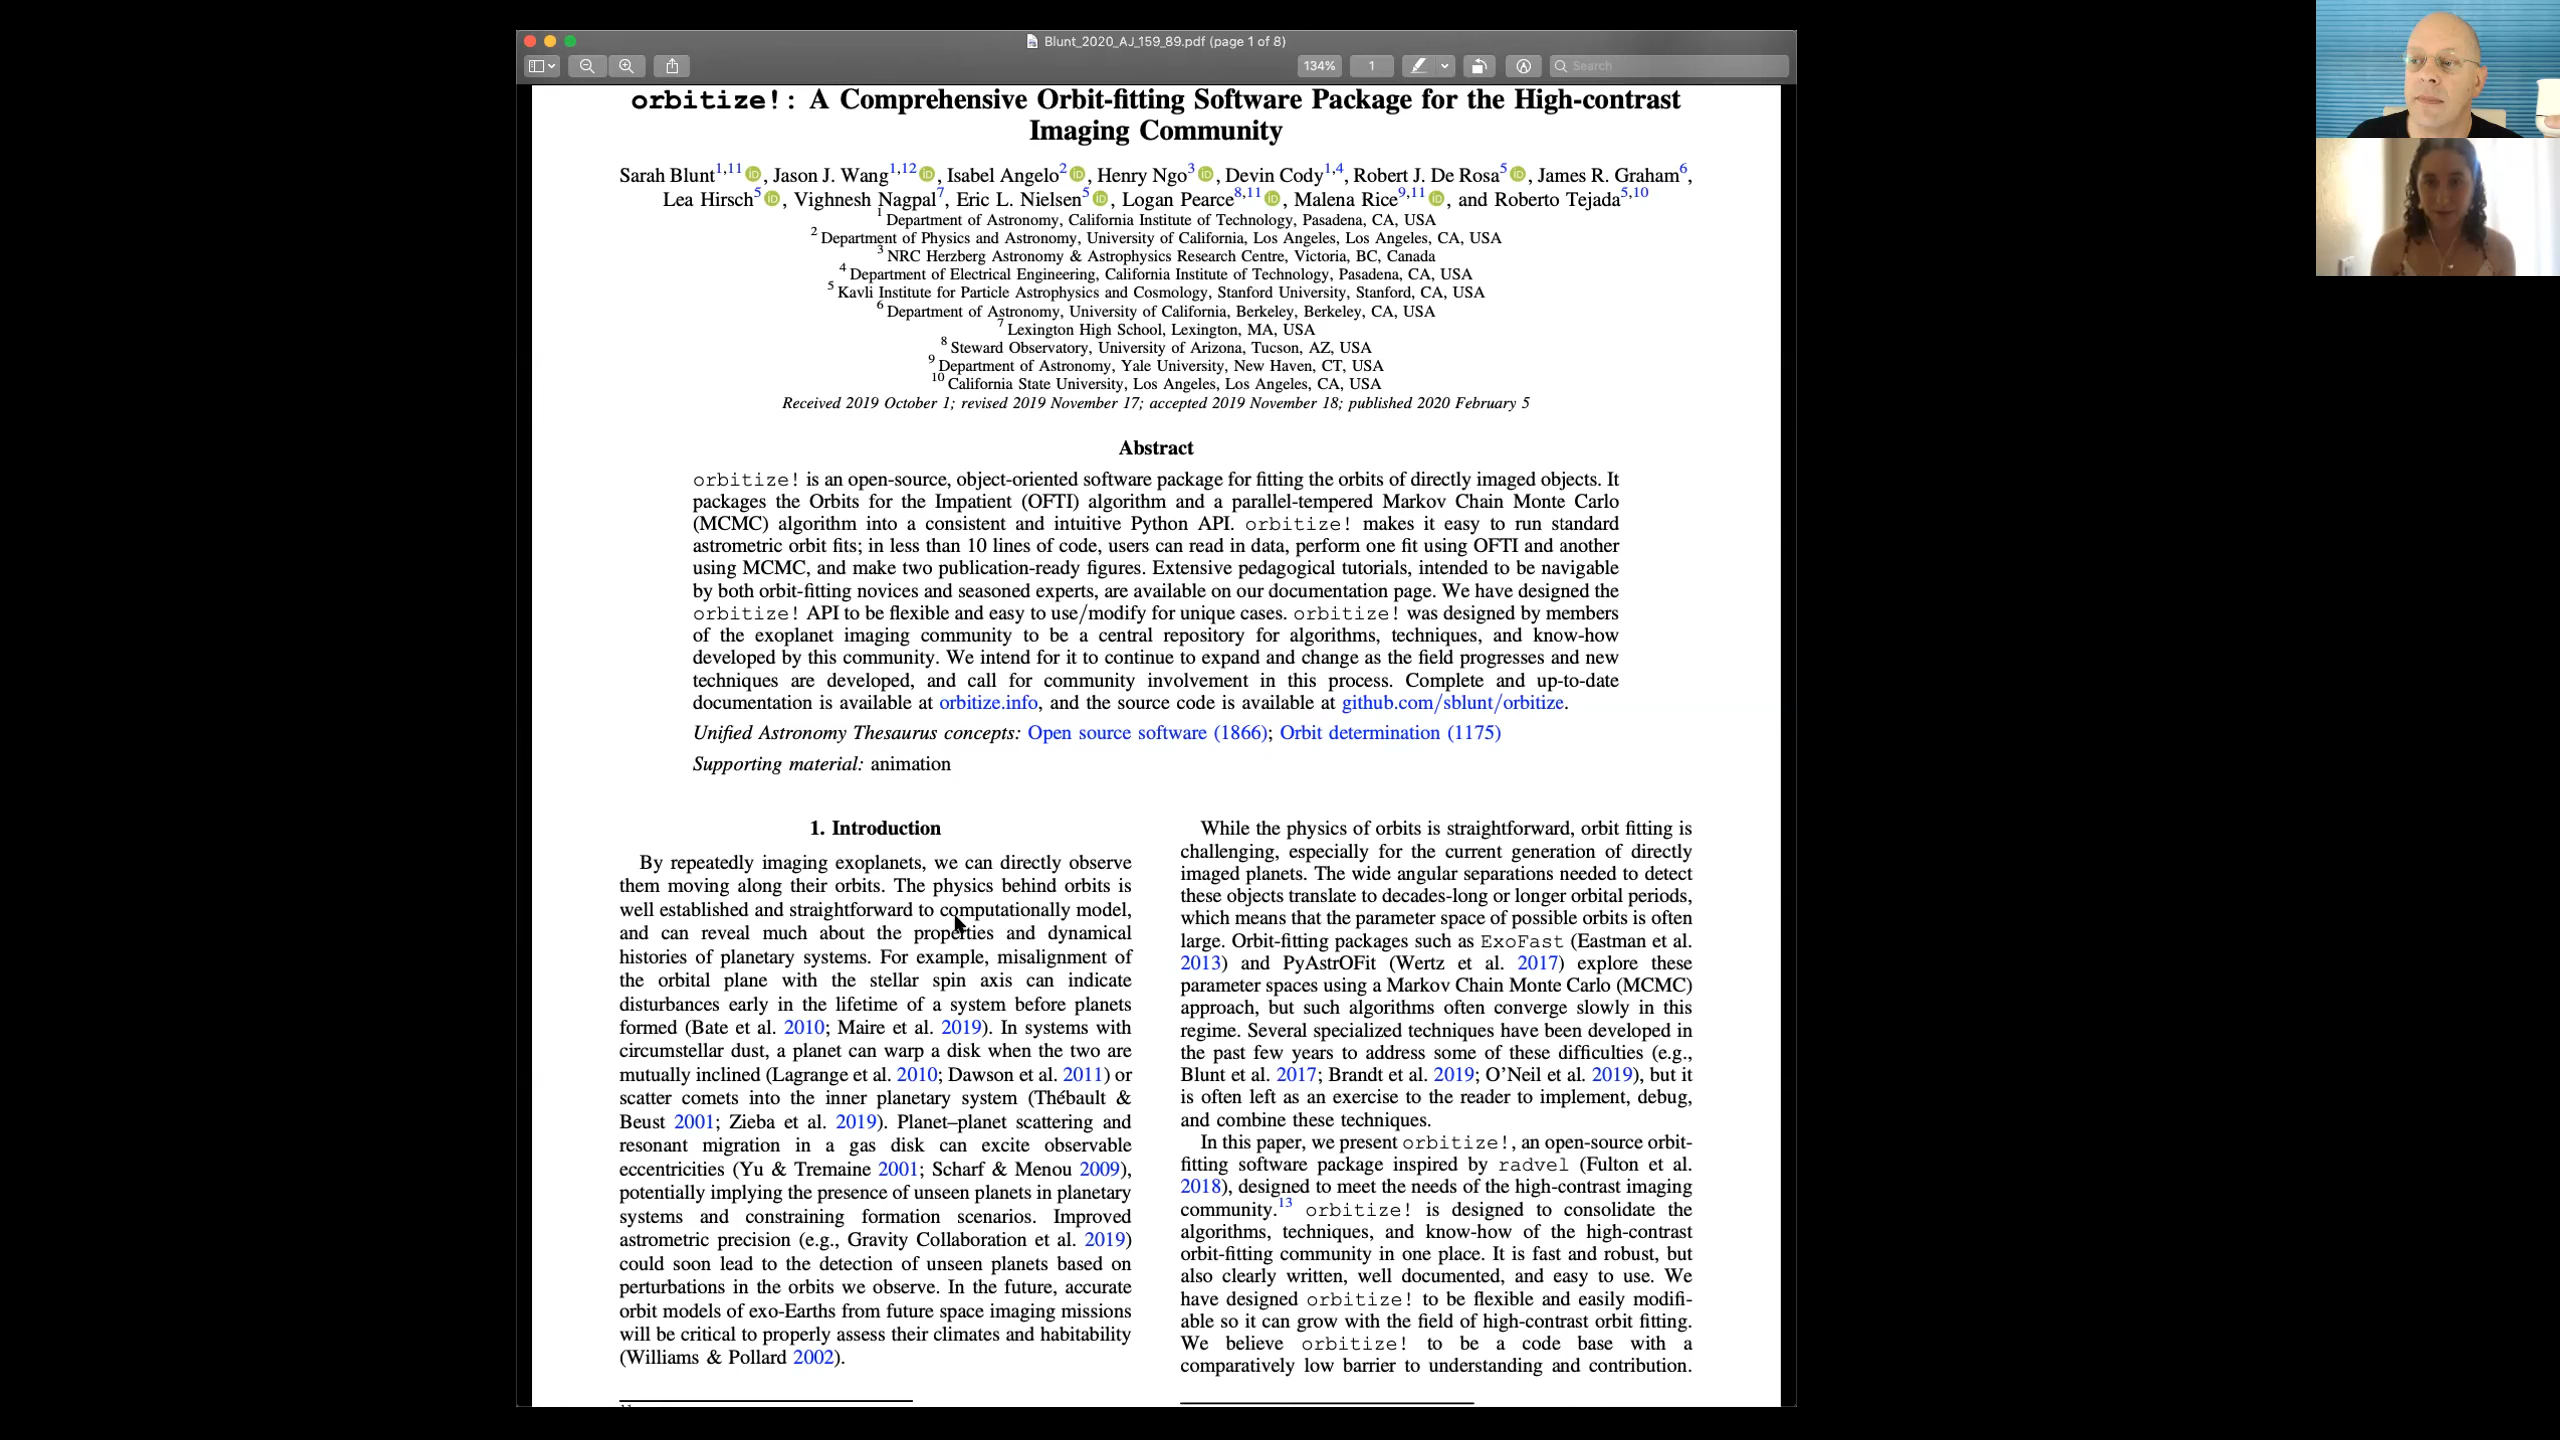 Blunt_2020_AJ_159_89.pdf (page 1 of 8)
134%
1
Search
orbitize!: A Comprehensive Orbit-fitting Software Package for the High-contrast
Imaging Community
Sarah Blunt1,11, Jason J. Wang1,12, Isabel Angelo2, Henry Ngo3, Devin Cody1,4, Robert J. De Rosa5, James R. Graham6,
Lea Hirsch5, Vighnesh Nagpal7, Eric L. Nielsen5, Logan Pearce8,11, Malena Rice9,11, and Roberto Tejada5,10
1 Department of Astronomy, California Institute of Technology, Pasadena, CA, USA
2 Department of Physics and Astronomy, University of California, Los Angeles, Los Angeles, CA, USA
3 NRC Herzberg Astronomy & Astrophysics Research Centre, Victoria, BC, Canada
4 Department of Electrical Engineering, California Institute of Technology, Pasadena, CA, USA
5 Kavli Institute for Particle Astrophysics and Cosmology, Stanford University, Stanford, CA, USA
6 Department of Astronomy, University of California, Berkeley, Berkeley, CA, USA
7 Lexington High School, Lexington, MA, USA
8 Steward Observatory, University of Arizona, Tucson, AZ, USA
9 Department of Astronomy, Yale University, New Haven, CT, USA
10 California State University, Los Angeles, Los Angeles, CA, USA
Received 2019 October 1; revised 2019 November 17; accepted 2019 November 18; published 2020 February 5
Abstract
orbitize! is an open-source, object-oriented software package for fitting the orbits of directly imaged objects. It
packages the Orbits for the Impatient (OFTI) algorithm and a parallel-tempered Markov Chain Monte Carlo
(MCMC) algorithm into a consistent and intuitive Python API. orbitize! makes it easy to run standard
astrometric orbit fits; in less than 10 lines of code, users can read in data, perform one fit using OFTI and another
using MCMC, and make two publication-ready figures. Extensive pedagogical tutorials, intended to be navigable
by both orbit-fitting novices and seasoned experts, are available on our documentation page. We have designed the
orbitize! API to be flexible and easy to use/modify for unique cases. orbitize! was designed by members
of the exoplanet imaging community to be a central repository for algorithms, techniques, and know-how
developed by this community. We intend for it to continue to expand and change as the field progresses and new
techniques are developed, and call for community involvement in this process. Complete and up-to-date
documentation is available at orbitize.info, and the source code is available at github.com/sblunt/orbitize.
Unified Astronomy Thesaurus concepts: Open source software (1866); Orbit determination (1175)
Supporting material: animation
1. Introduction
By repeatedly imaging exoplanets, we can directly observe
them moving along their orbits. The physics behind orbits is
well established and straightforward to computationally model,
and can reveal much about the properties and dynamical
histories of planetary systems. For example, misalignment of
the orbital plane with the stellar spin axis can indicate
disturbances early in the lifetime of a system before planets
formed (Bate et al. 2010; Maire et al. 2019). In systems with
circumstellar dust, a planet can warp a disk when the two are
mutually inclined (Lagrange et al. 2010; Dawson et al. 2011) or
scatter comets into the inner planetary system (Thébault &
Beust 2001; Zieba et al. 2019). Planet–planet scattering and
resonant migration in a gas disk can excite observable
eccentricities (Yu & Tremaine 2001; Scharf & Menou 2009),
potentially implying the presence of unseen planets in planetary
systems and constraining formation scenarios. Improved
astrometric precision (e.g., Gravity Collaboration et al. 2019)
could soon lead to the detection of unseen planets based on
perturbations in the orbits we observe. In the future, accurate
orbit models of exo-Earths from future space imaging missions
will be critical to properly assess their climates and habitability
(Williams & Pollard 2002).
While the physics of orbits is straightforward, orbit fitting is
challenging, especially for the current generation of directly
imaged planets. The wide angular separations needed to detect
these objects translate to decades-long or longer orbital periods,
which means that the parameter space of possible orbits is often
large. Orbit-fitting packages such as ExoFast (Eastman et al.
2013) and PyAstrOFit (Wertz et al. 2017) explore these
parameter spaces using a Markov Chain Monte Carlo (MCMC)
approach, but such algorithms often converge slowly in this
regime. Several specialized techniques have been developed in
the past few years to address some of these difficulties (e.g.,
Blunt et al. 2017; Brandt et al. 2019; O'Neil et al. 2019), but it
is often left as an exercise to the reader to implement, debug,
and combine these techniques.
In this paper, we present orbitize!, an open-source orbit-
fitting software package inspired by radvel (Fulton et al.
2018), designed to meet the needs of the high-contrast imaging
community.13 orbitize! is designed to consolidate the
algorithms, techniques, and know-how of the high-contrast
orbit-fitting community in one place. It is fast and robust, but
also clearly written, well documented, and easy to use. We
have designed orbitize! to be flexible and easily modifi-
able so it can grow with the field of high-contrast orbit fitting.
We believe orbitize! to be a code base with a
comparatively low barrier to understanding and contribution.